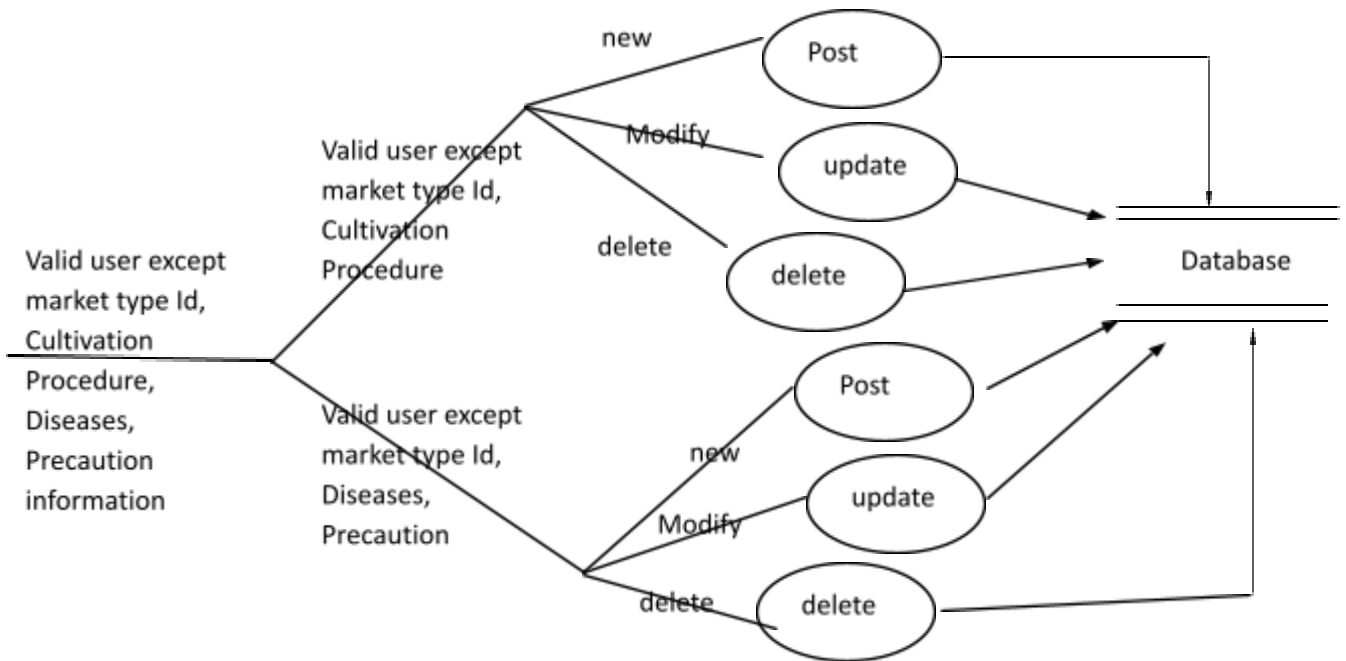 Valid user except
market type Id,
Cultivation
Procedure,
Diseases,
Precaution
information
Valid user except
market type Id,
Cultivation
Procedure
Valid user except
market type Id,
Diseases,
Precaution
new
Modify
delete
Post
update
delete
new
Modify
delete
Post
update
delete
Database